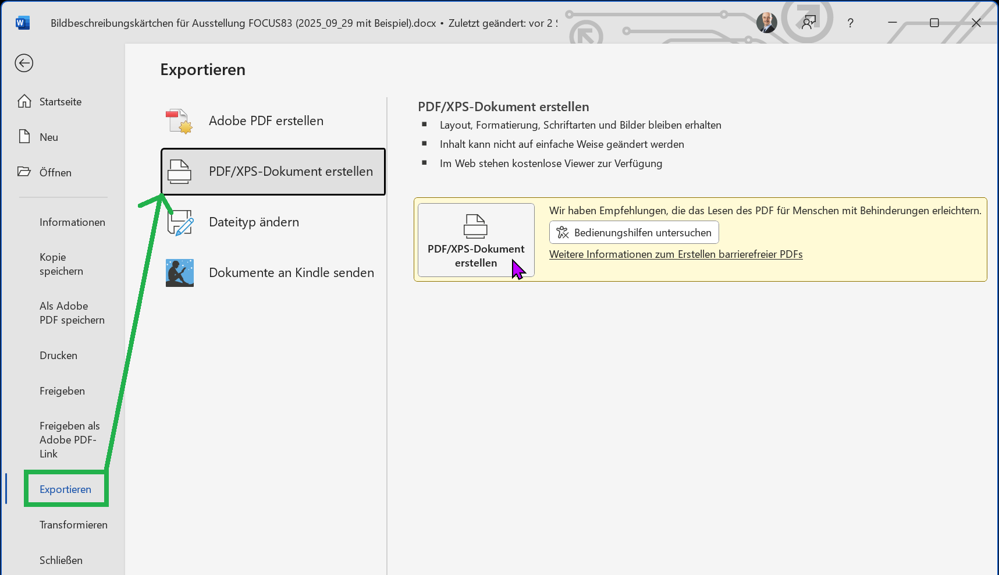 Bildbeschreibungskärtchen für Ausstellung FOCUS83 (2025_09_29 mit Beispiel).docx • Zuletzt geändert: vor 2
?
Startseite
Neu
Öffnen
Informationen
Kopie
speichern
Als Adobe
PDF speichern
Drucken
Freigeben
Freigeben als
Adobe PDF-
Link
Exportieren
Transformieren
Schließen
Exportieren
Adobe PDF erstellen
PDF/XPS-Dokument erstellen
Dateityp ändern
Dokumente an Kindle senden
PDF/XPS-Dokument erstellen
Layout, Formatierung, Schriftarten und Bilder bleiben erhalten
Inhalt kann nicht auf einfache Weise geändert werden
Im Web stehen kostenlose Viewer zur Verfügung
PDF/XPS-Dokument
erstellen
Wir haben Empfehlungen, die das Lesen des PDF für Menschen mit Behinderungen erleichtern.
Bedienungshilfen untersuchen
Weitere Informationen zum Erstellen barrierefreier PDFs